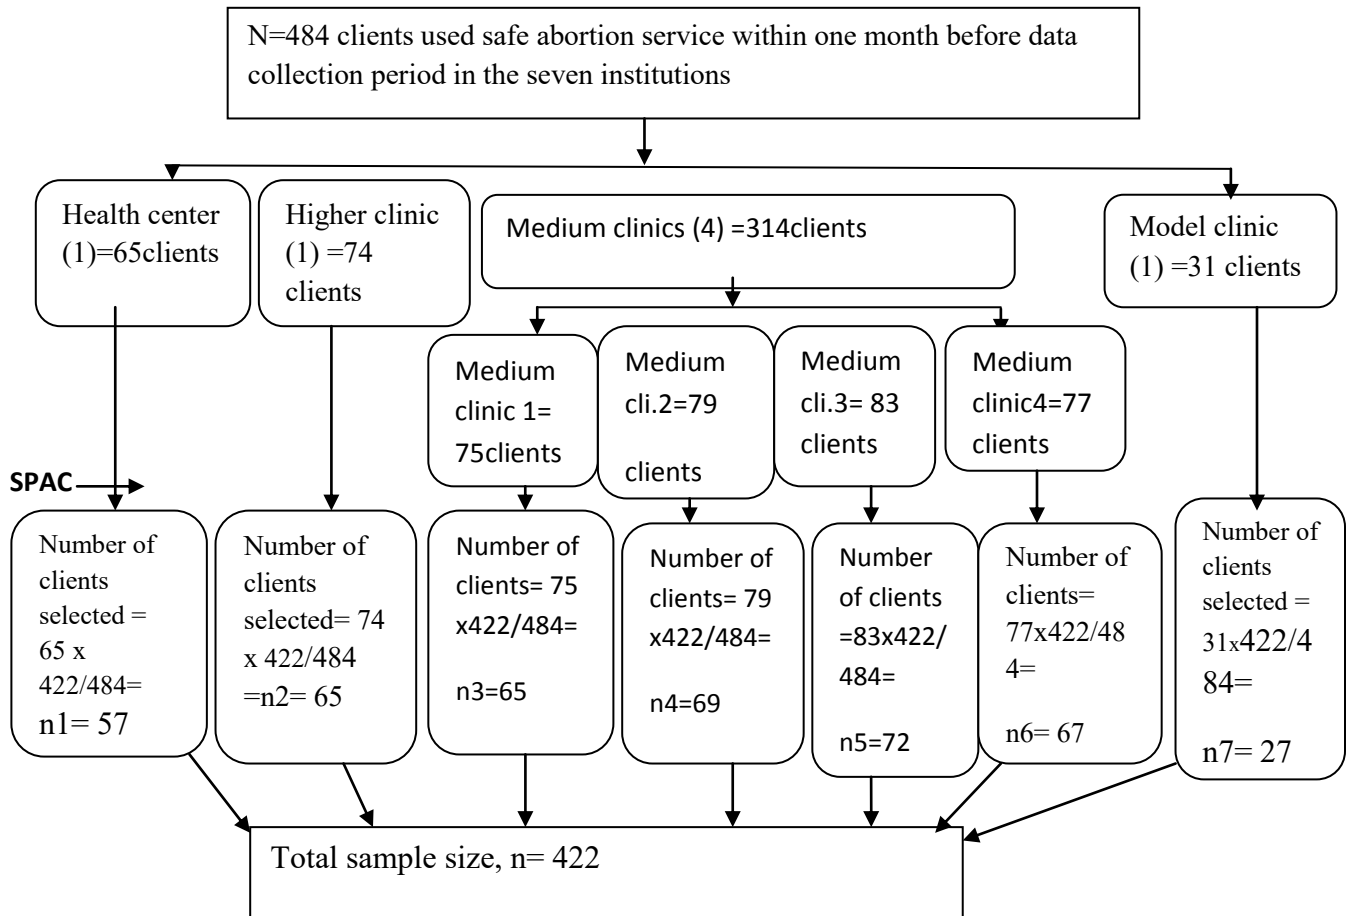 N=484 clients used safe abortion service within one month before data
collection period in the seven institutions
Health center
(1)=65clients
Higher clinic
(1) =74
clients
Medium clinics (4) =314clients
Model clinic
(1) =31 clients
Medium
clinic 1=
75clients
Medium
cli.2=79
clients
Medium
cli.3= 83
clients
Medium
clinic4=77
clients
SPAC
Number of
clients
selected =
65 x
422/484=
n1= 57
Number of
clients
selected= 74
x 422/484
=n2= 65
Number of
clients= 75
x422/484=
n3=65
Number of
clients= 79
x422/484=
n4=69
Number
of clients
=83x422/
484=
n5=72
Number of
clients=
77x422/48
4=
n6= 67
Number of
clients
selected =
31x422/4
84=
n7= 27
Total sample size, n= 422